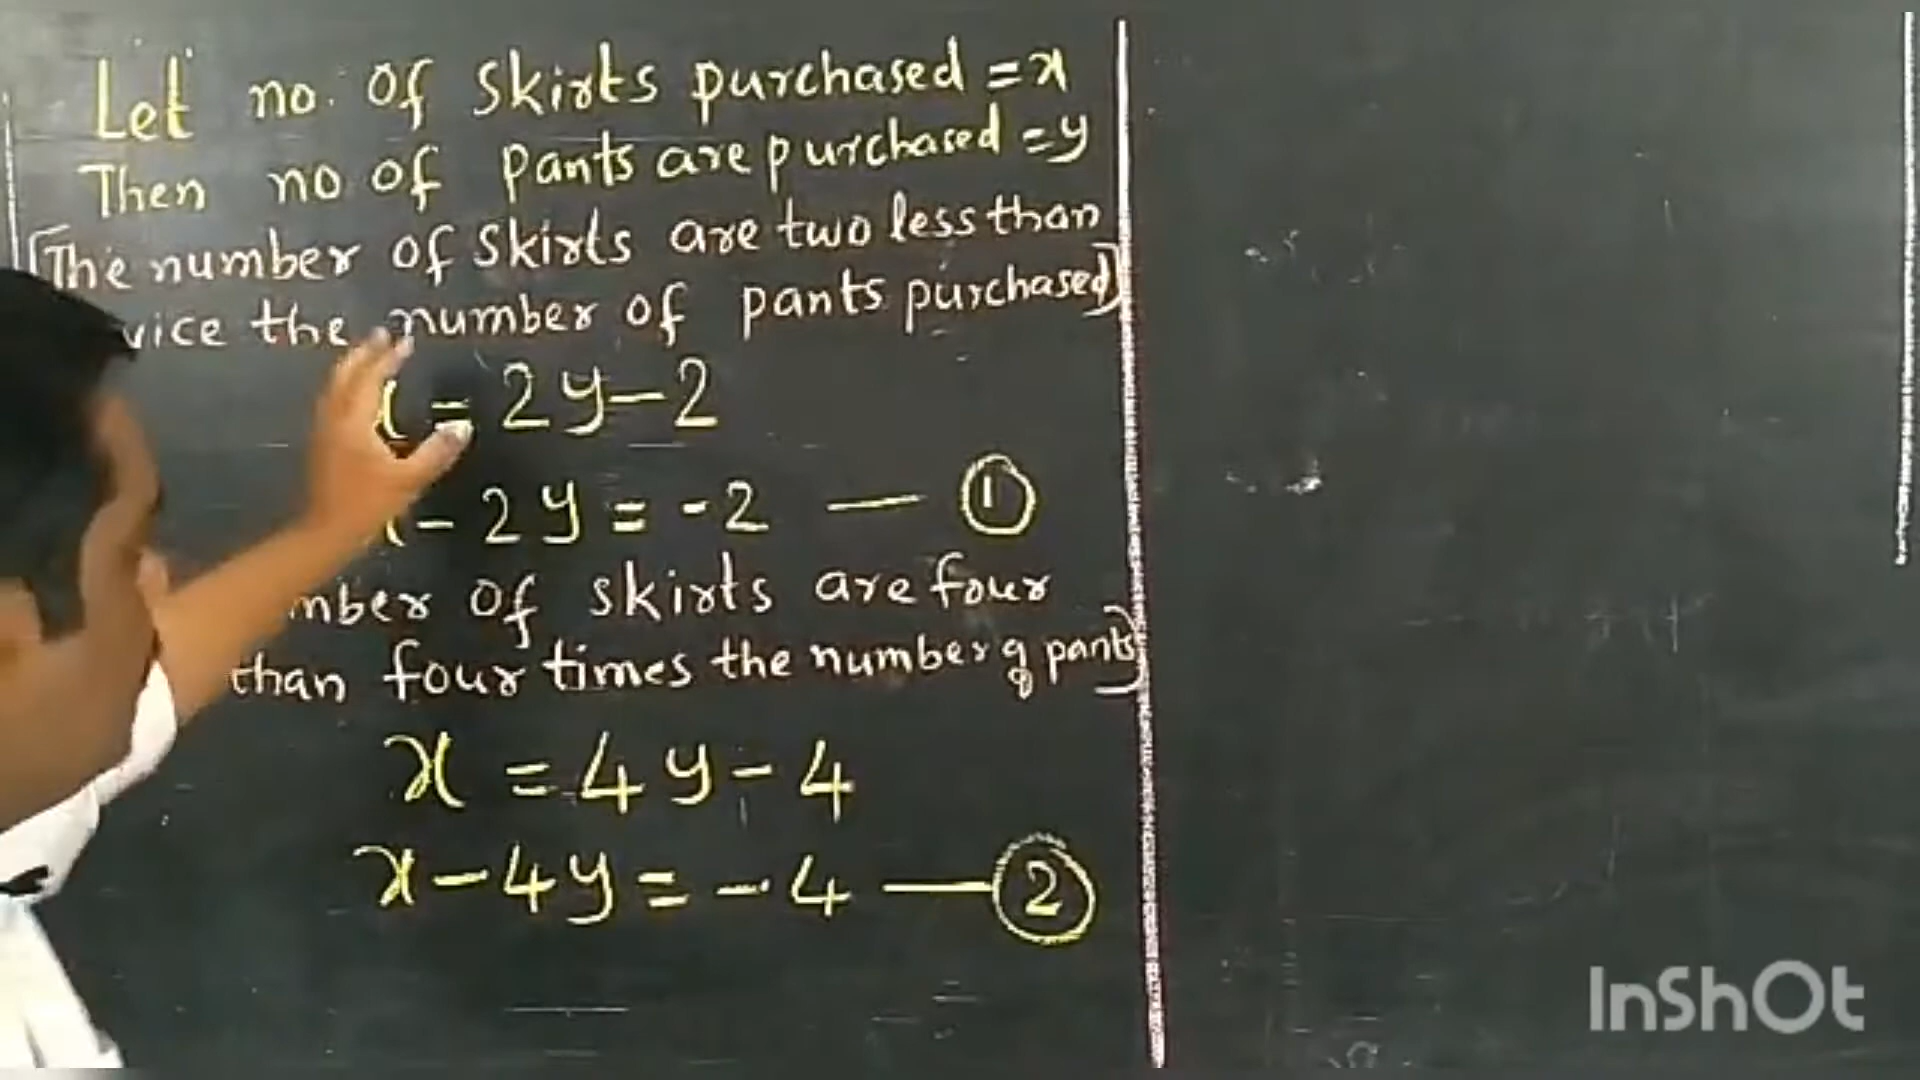 Let no. of skirts purchased = x
Then no of pants are purchased = y
[The number of skirts are two less than
the number of pants purchased]
= 2y - 2
- 2y = -2 — ①
of skirts are four
than four times the number of pants]
x = 4y - 4
x - 4y = -4 — ②
InShOt